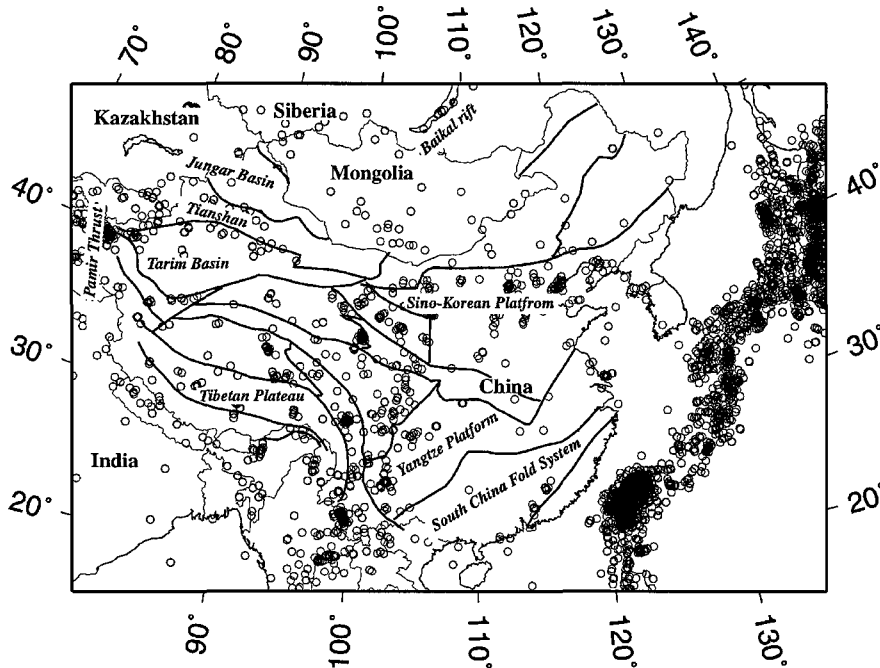 70° 80° 90° 100° 110° 120° 130° 140°
Siberia
Kazakhstan
Baikal rift
Jungar Basin
Mongolia
40° 40°
Tianshan
Pamir Thrust
Tarim Basin
Sino-Korean Platfrom
30° 30°
China
Tibetan Plateau
Yangtze Platform
India
South China Fold System
20° 20°
90° 100° 110° 120° 130°